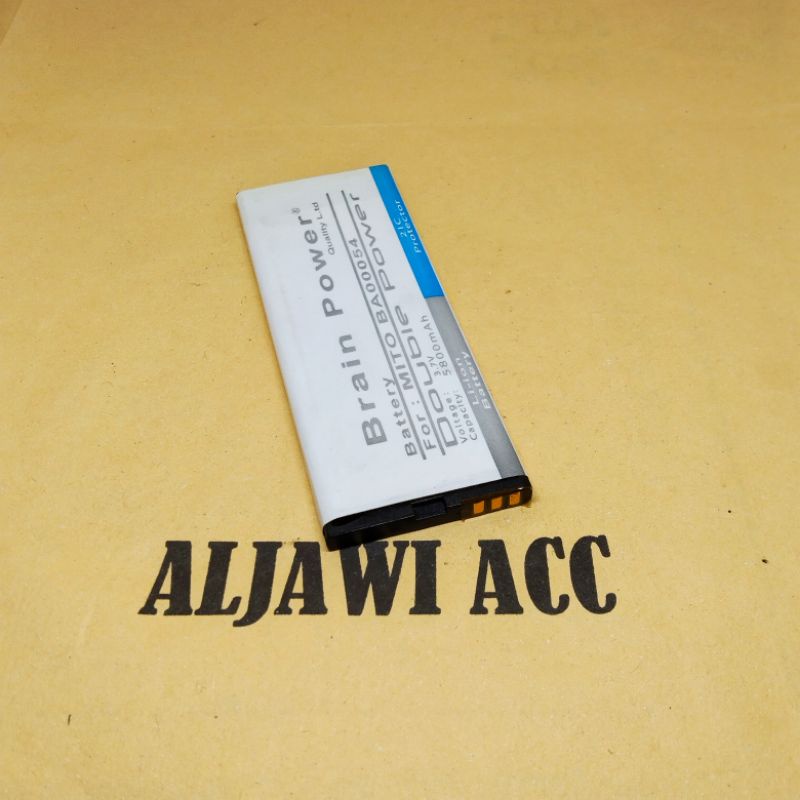 Brain Power®
Quality Ltd
Battery MITO BA00054
For : MITO
Double Power
Voltage: 3.7V
Capacity: 5800mAh
2IC
Protector
Li-ion
Battery
ALJAWI ACC